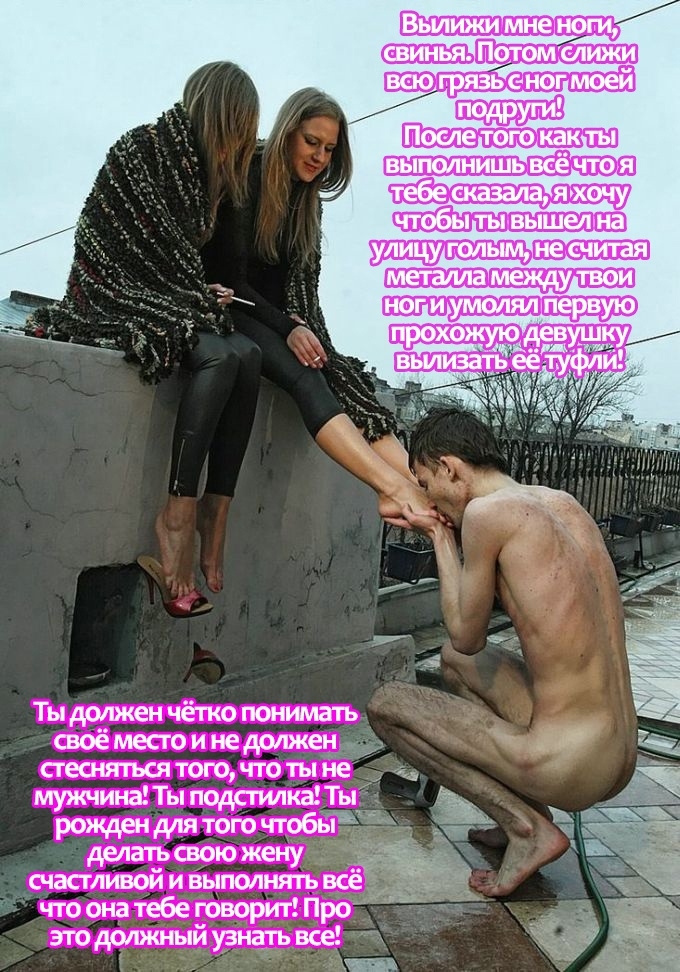 Вылижи мне ноги,
свинья. Потом слижи
всю грязь с ног моей
подруги!
После того как ты
выполнишь всё что я
тебе сказала, я хочу
чтобы ты вышел на
улицу голым, не считая
металла между твои
ног и умолял первую
прохожую девушку
вылизать её туфли!
Ты должен чётко понимать
своё место и не должен
стесняться того, что ты не
мужчина! Ты подстилка! Ты
рожден для того чтобы
делать свою жену
счастливой и выполнять всё
что она тебе говорит! Про
это должный узнать все!